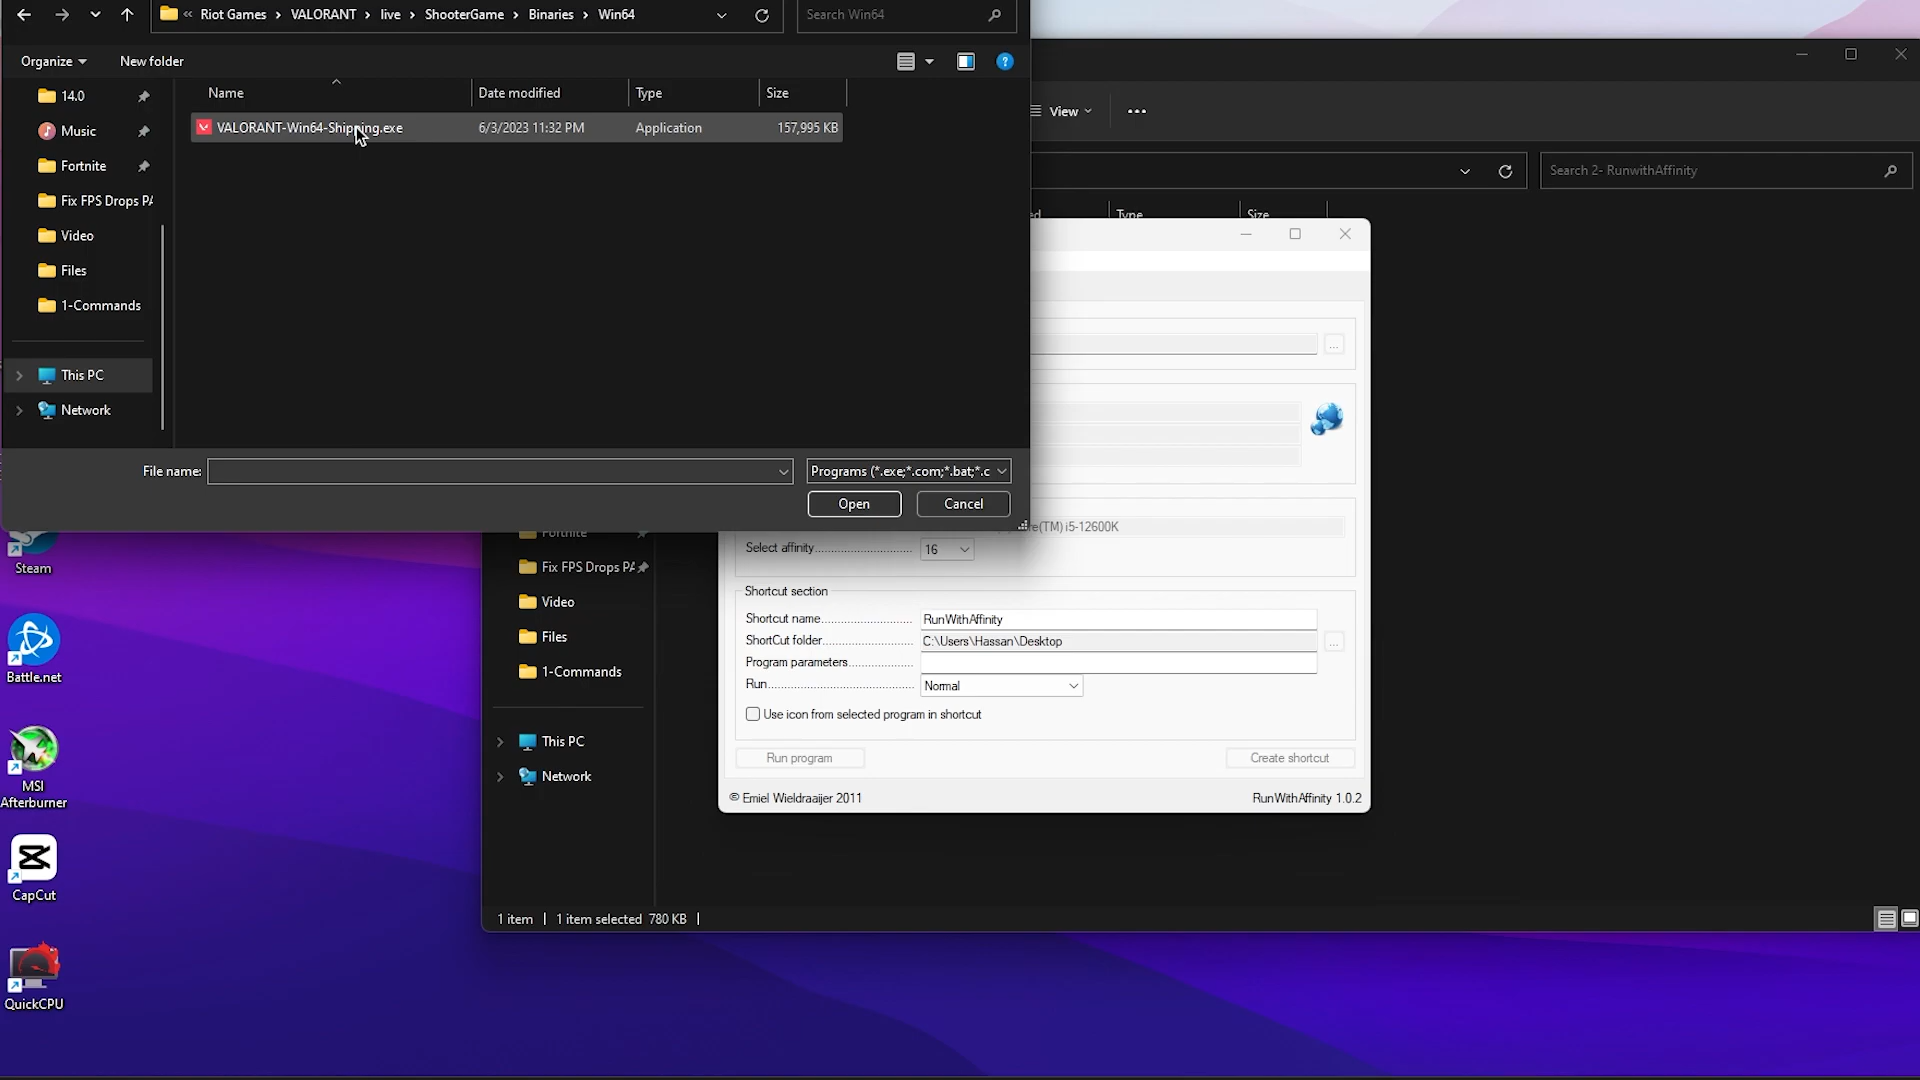 « Riot Games > VALORANT > live > ShooterGame > Binaries > Win64
Search Win64
Organize
New folder
Name
Date modified
Type
Size
14.0
VALORANT-Win64-Shipping.exe
6/3/2023 11:32 PM
Application
157,995 KB
Music
Fortnite
Fix FPS Drops PA
Video
Files
1-Commands
This PC
Network
File name:
Programs (*.exe;*.com;*.bat;*.c
Open
Cancel
View
Search 2- RunwithAffinity
Type
Size
i5-12600K
Select affinity
16
Shortcut section
Shortcut name
RunWithAffinity
ShortCut folder
C:\Users\Hassan\Desktop
Program parameters
Run
Normal
Use icon from selected program in shortcut
Run program
Create shortcut
© Emiel Wieldraaijer 2011
RunWithAffinity 1.0.2
Fortnite
Fix FPS Drops PA
Video
Files
1-Commands
This PC
Network
1 item
1 item selected 780 KB
Steam
Battle.net
MSI
Afterburner
CapCut
QuickCPU